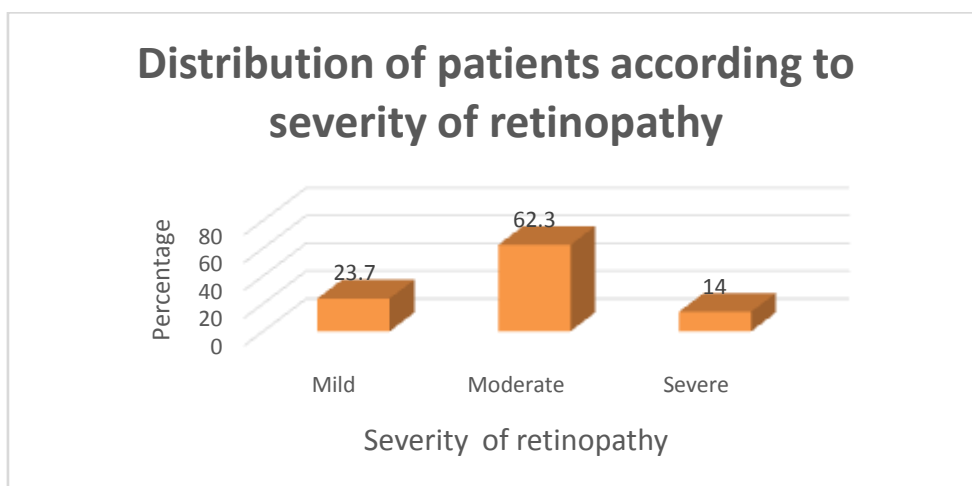 Distribution of patients according to
severity of retinopathy
Percentage
80
60
40
20
0
23.7
62.3
14
Mild
Moderate
Severe
Severity of retinopathy